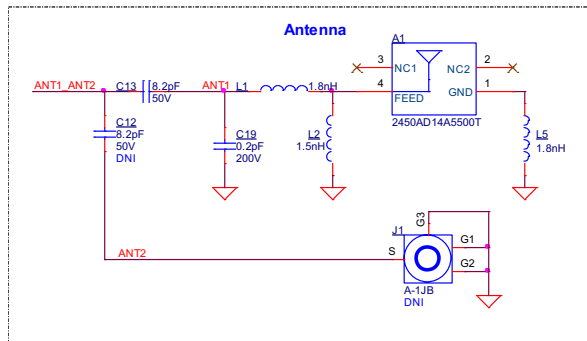 Antenna
A1
3
NC1
NC2
2
4
FEED
GND
1
2450AD14A5500T
ANT1_ANT2
C13
8.2pF
50V
ANT1
L1
1.8nH
C12
8.2pF
50V
DNI
C19
0.2pF
200V
L2
1.5nH
L5
1.8nH
ANT2
J1
G3
S
G1
G2
A-1JB
DNI